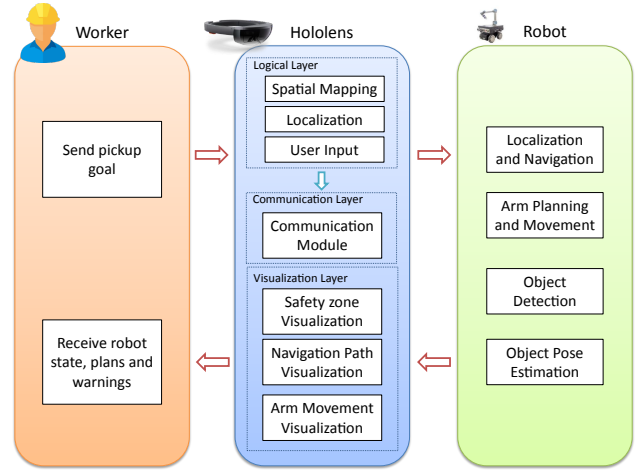 Worker
Send pickup
goal
Receive robot
state, plans and
warnings
Hololens
Logical Layer
Spatial Mapping
Localization
User Input
Communication Layer
Communication
Module
Visualization Layer
Safety zone
Visualization
Navigation Path
Visualization
Arm Movement
Visualization
Robot
Localization
and Navigation
Arm Planning
and Movement
Object
Detection
Object Pose
Estimation